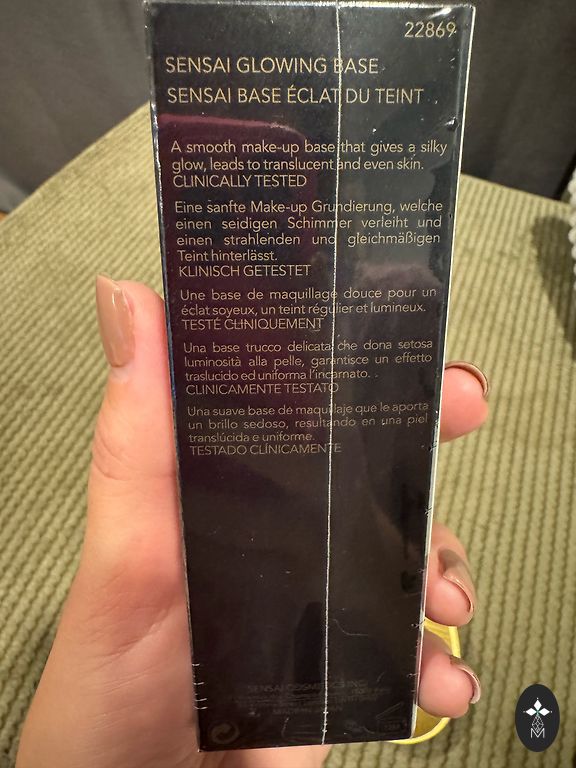 22869
SENSAI GLOWING BASE
SENSAI BASE ÉCLAT DU TEINT
A smooth make-up base that gives a silky
glow, leads to translucent and even skin.
CLINICALLY TESTED
Eine sanfte Make-up Grundierung, welche
einen seidigen Schimmer verleiht und
einen strahlenden und gleichmäßigen
Teint hinterlässt.
KLINISCH GETESTET
Une base de maquillage douce pour un
éclat soyeux, un teint régulier et lumineux.
TESTÉ CLINIQUEMENT
Una base trucco delicata che dona setosa
luminosità alla pelle, garantisce un effetto
traslucido ed uniforma l'incarnato.
CLINICAMENTE TESTATO
Una suave base de maquillaje que le aporta
un brillo sedoso, resultando en una piel
translúcida e uniforme.
TESTADO CLÍNICAMENTE
SENSAI COSMETICS INC.
M